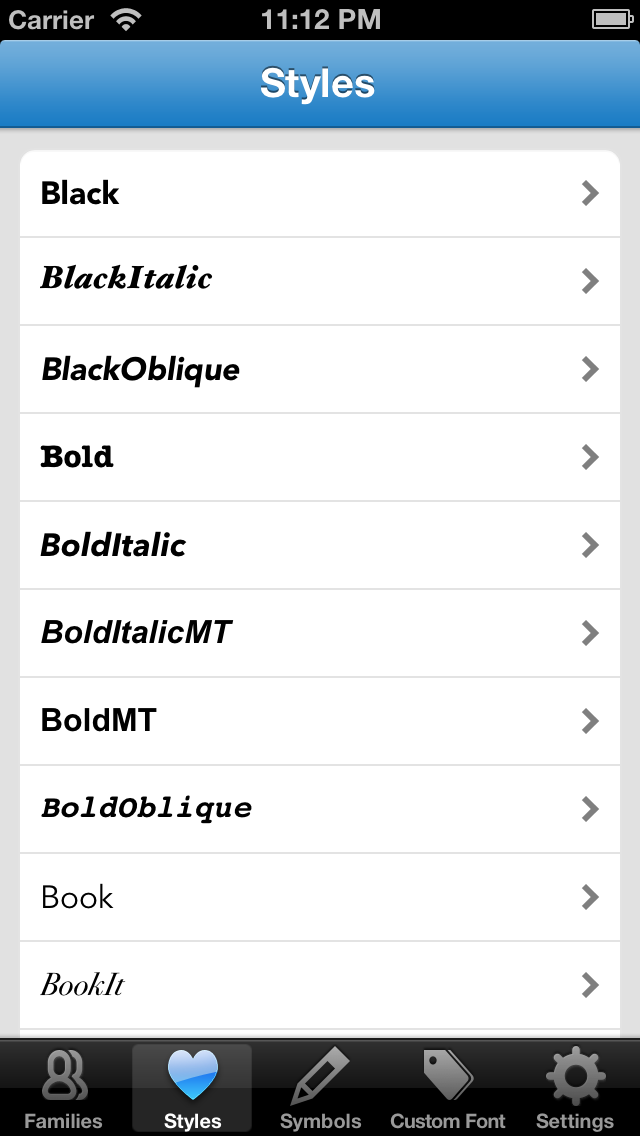 Carrier 11:12 PM
Styles
Black
BlackItalic
BlackOblique
Bold
BoldItalic
BoldItalicMT
BoldMT
BoldOblique
Book
BookIt
Families Styles Symbols Custom Font Settings